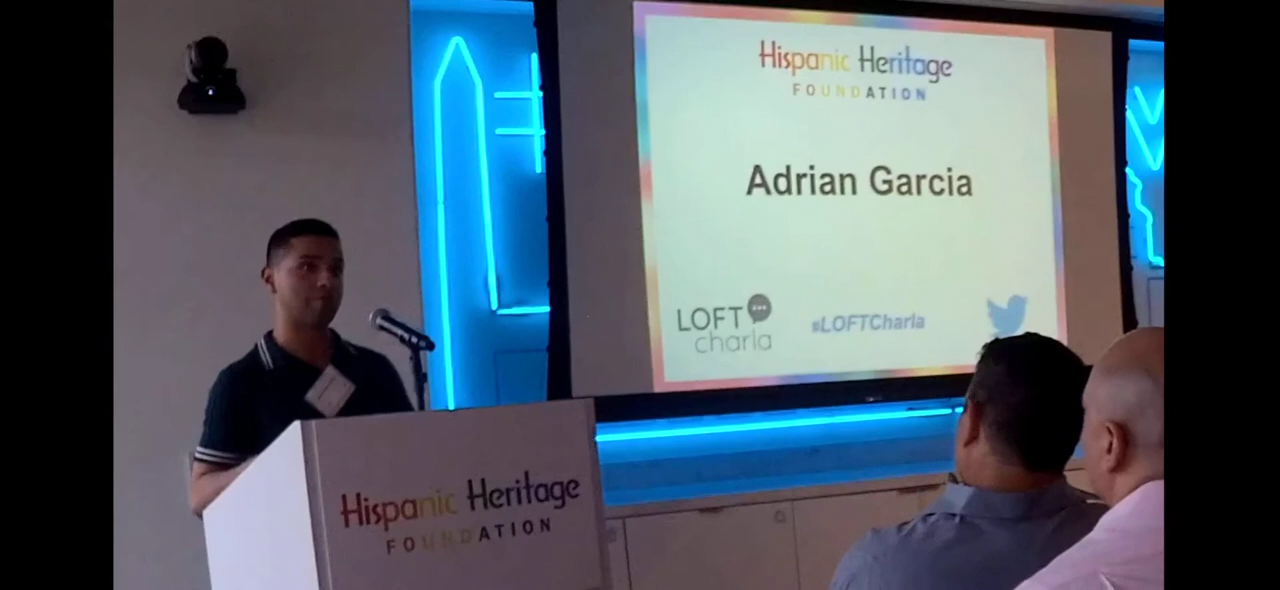 Hispanic Heritage
FOUNDATION
Adrian Garcia
LOFT
charla
#LOFTCharla
Hispanic Heritage
FOUNDATION